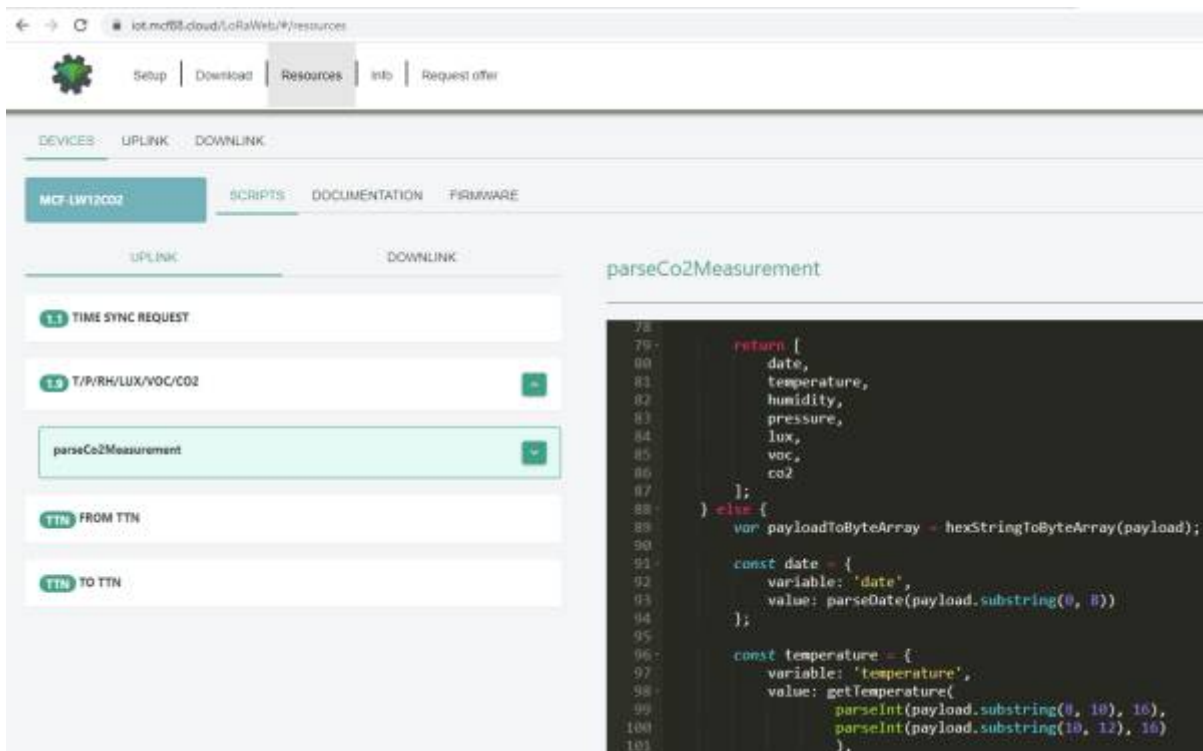 iot.mcf88.cloud/LoRaWeb/#/resources
Setup Download Resources Info Request offer
DEVICES UPLINK DOWNLINK
MCF-LW12CO2 SCRIPTS DOCUMENTATION FIRMWARE
UPLINK DOWNLINK
1.1 TIME SYNC REQUEST
1.9 T/P/RH/LUX/VOC/CO2
parseCo2Measurement
TTN FROM TTN
TTN TO TTN
parseCo2Measurement
78
79 return [
80 date,
81 temperature,
82 humidity,
83 pressure,
84 lux,
85 voc,
86 co2
87 ];
88 } else {
89 var payloadToByteArray = hexStringToByteArray(payload);
90
91 const date = {
92 variable: 'date',
93 value: parseDate(payload.substring(0, 8))
94 };
95
96 const temperature = {
97 variable: 'temperature',
98 value: getTemperature(
99 parseInt(payload.substring(8, 10), 16),
100 parseInt(payload.substring(10, 12), 16)
101 ),